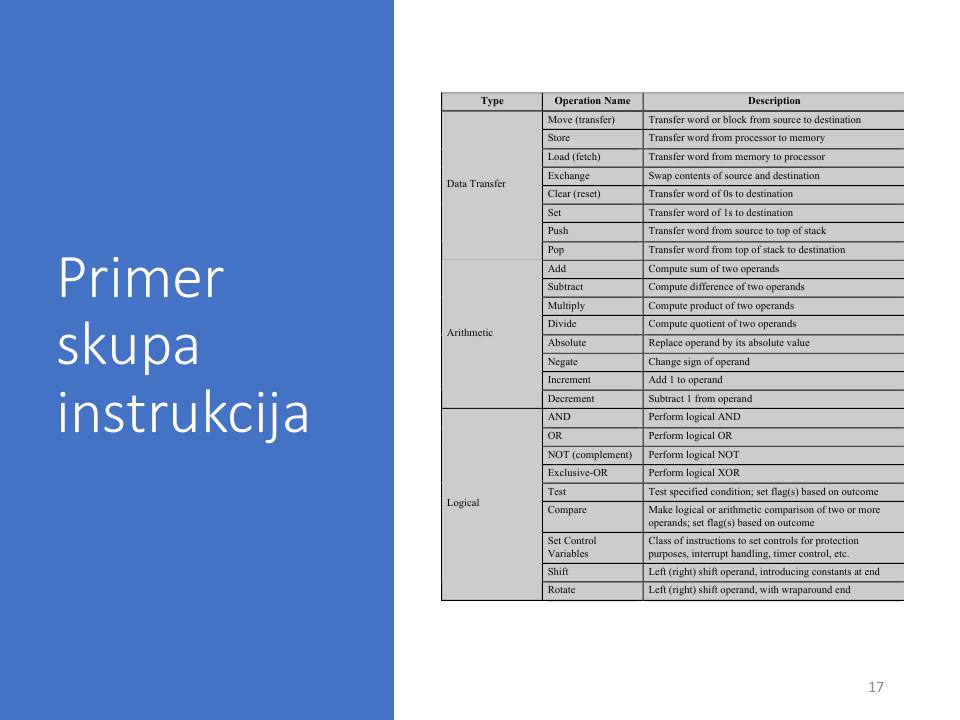 Primer
skupa
instrukcija
Type Operation Name Description
Data Transfer
Move (transfer) Transfer word or block from source to destination
Store Transfer word from processor to memory
Load (fetch) Transfer word from memory to processor
Exchange Swap contents of source and destination
Clear (reset) Transfer word of 0s to destination
Set Transfer word of 1s to destination
Push Transfer word from source to top of stack
Pop Transfer word from top of stack to destination
Arithmetic
Add Compute sum of two operands
Subtract Compute difference of two operands
Multiply Compute product of two operands
Divide Compute quotient of two operands
Absolute Replace operand by its absolute value
Negate Change sign of operand
Increment Add 1 to operand
Decrement Subtract 1 from operand
Logical
AND Perform logical AND
OR Perform logical OR
NOT (complement) Perform logical NOT
Exclusive-OR Perform logical XOR
Test Test specified condition; set flag(s) based on outcome
Compare Make logical or arithmetic comparison of two or more
operands; set flag(s) based on outcome
Set Control Class of instructions to set controls for protection
Variables purposes, interrupt handling, timer control, etc.
Shift Left (right) shift operand, introducing constants at end
Rotate Left (right) shift operand, with wraparound end
17